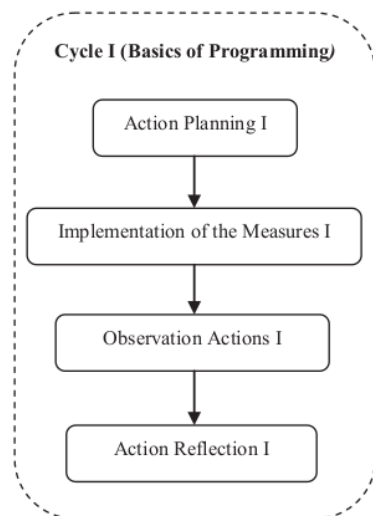 Cycle I (Basics of Programming)
Action Planning I
Implementation of the Measures I
Observation Actions I
Action Reflection I